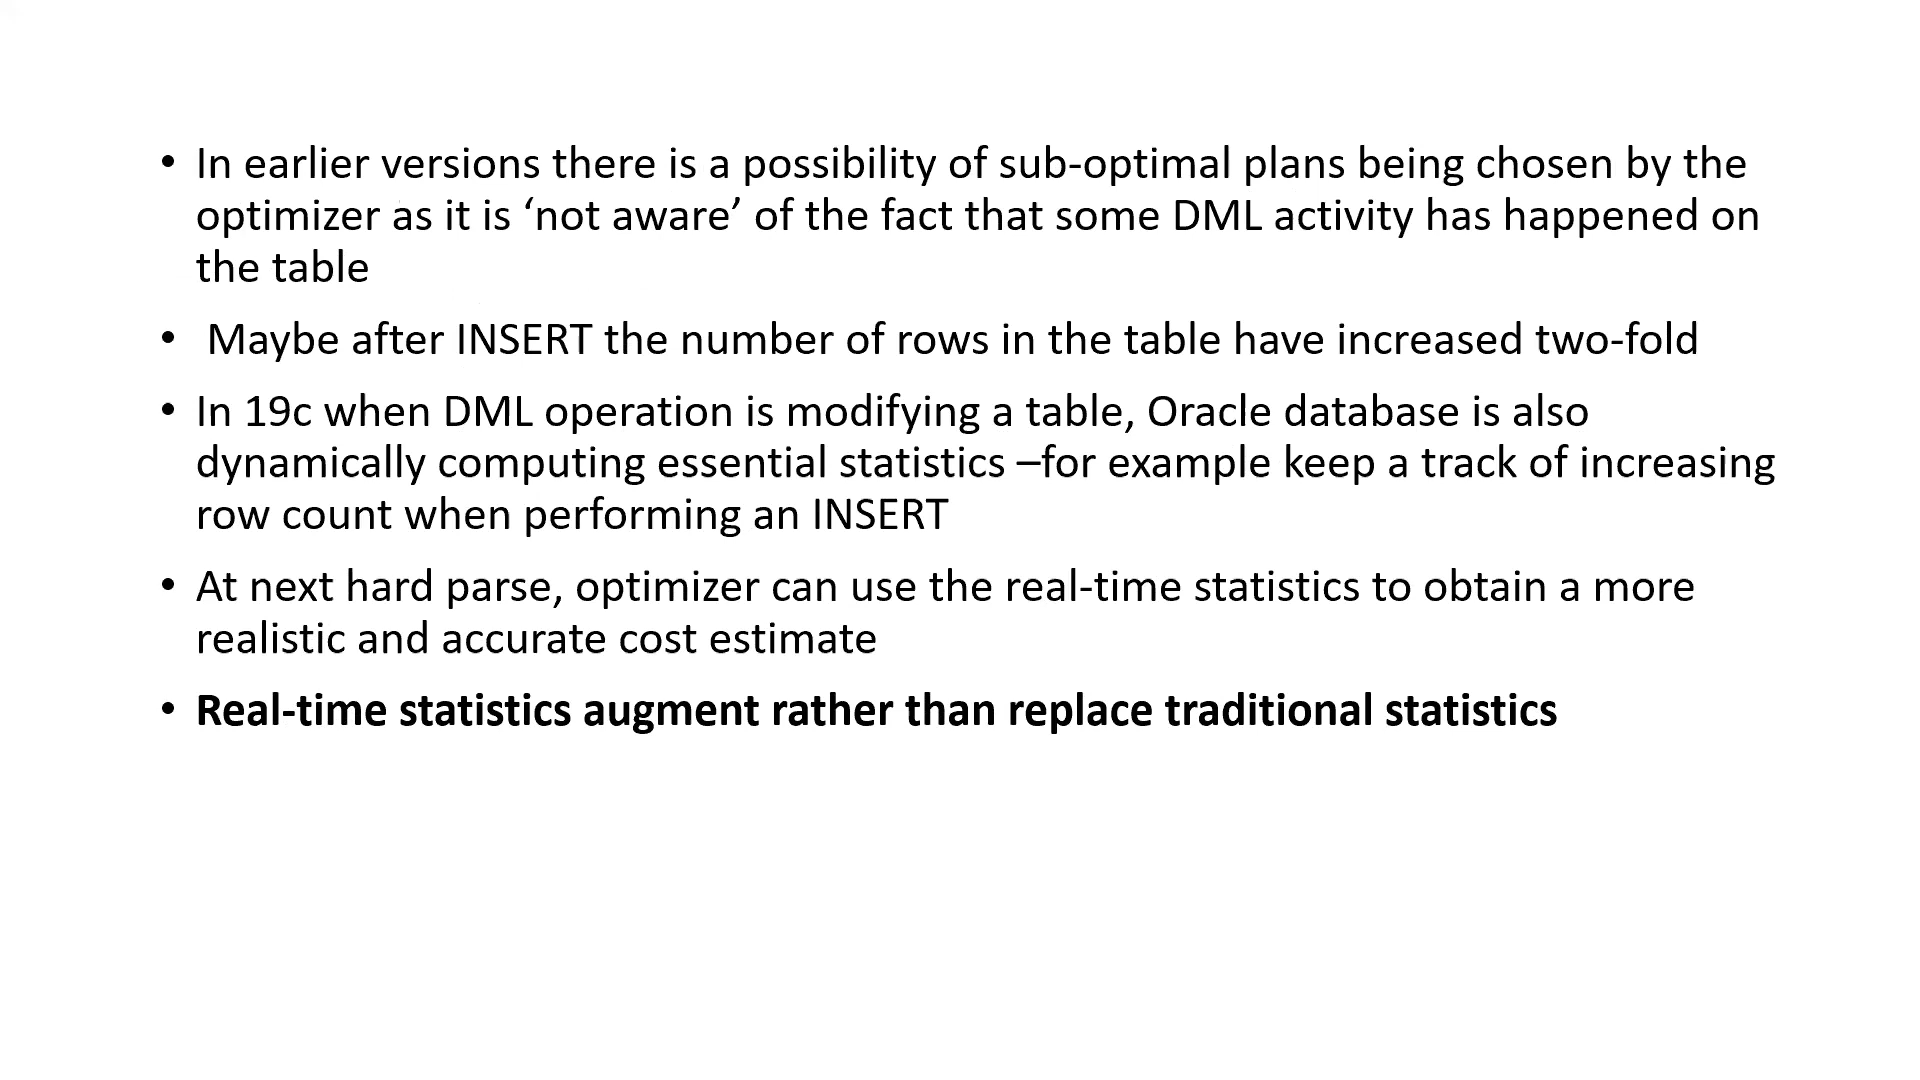 • In earlier versions there is a possibility of sub-optimal plans being chosen by the
optimizer as it is ‘not aware’ of the fact that some DML activity has happened on
the table
• Maybe after INSERT the number of rows in the table have increased two-fold
• In 19c when DML operation is modifying a table, Oracle database is also
dynamically computing essential statistics –for example keep a track of increasing
row count when performing an INSERT
• At next hard parse, optimizer can use the real-time statistics to obtain a more
realistic and accurate cost estimate
• Real-time statistics augment rather than replace traditional statistics